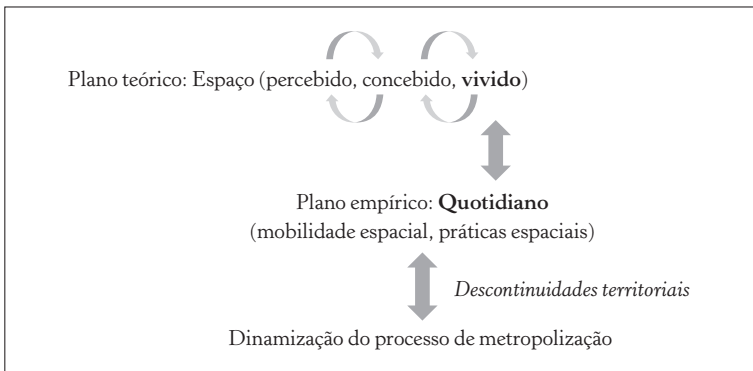 Plano teórico: Espaço (percebido, concebido, vivido)
Plano empírico: Quotidiano
(mobilidade espacial, práticas espaciais)
Descontinuidades territoriais
Dinamização do processo de metropolização